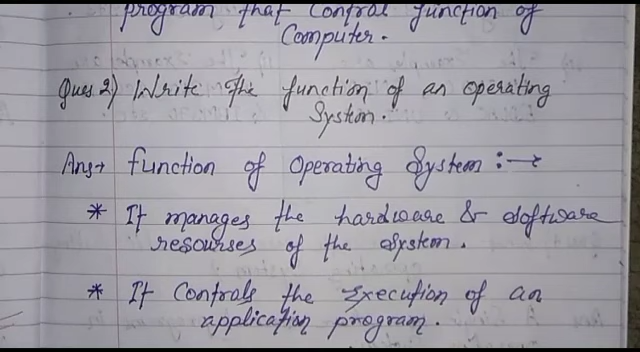 program that Control function of
Computer.
Ques 2) Write the function of an operating
System.
Ans→ function of Operating System :→
* It manages the hardware & software
resourses of the System.
* It Controls the Execution of an
application program.